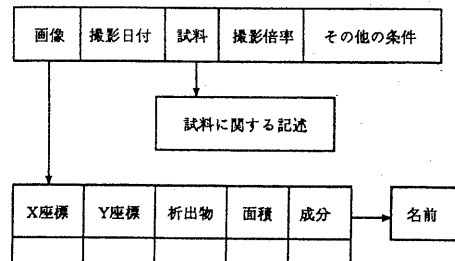 画像 撮影日付 試料 撮影倍率 その他の条件
試料に関する記述
X座標 Y座標 析出物 面積 成分 名前